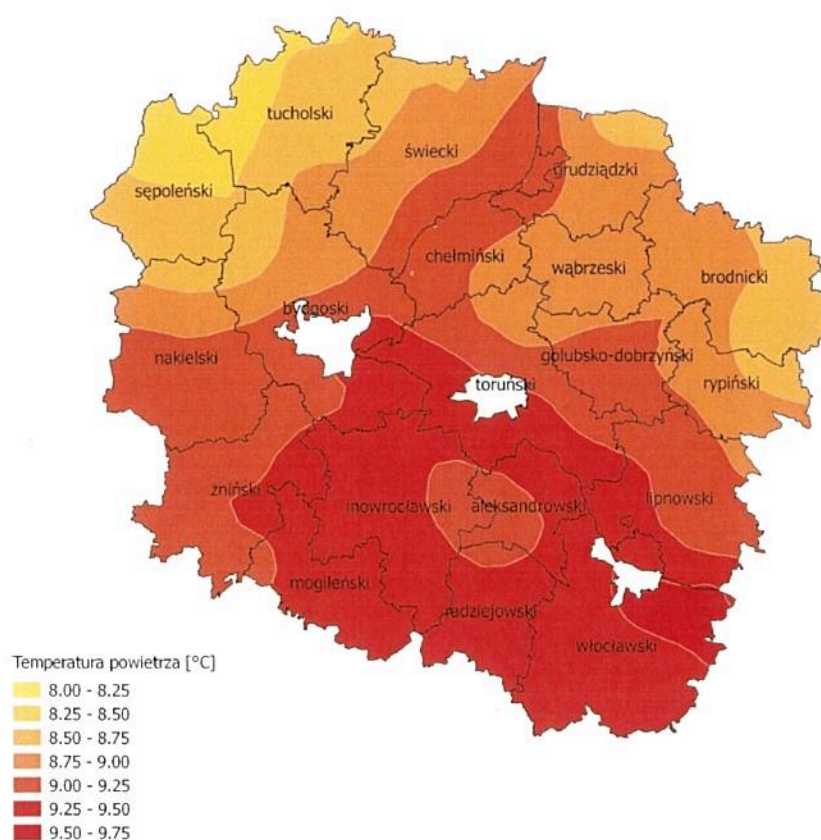 tucholski
świecki
grudziądzki
sępoleński
chełmiński
wąbrzeski
brodnicki
bydgoski
nakielski
golubsko-dobrzyński
toruński
rypiński
żniński
inowrocławski
aleksandrowski
lipnowski
mogileński
radziejowski
włocławski
Temperatura powietrza [°C]
8.00 - 8.25
8.25 - 8.50
8.50 - 8.75
8.75 - 9.00
9.00 - 9.25
9.25 - 9.50
9.50 - 9.75